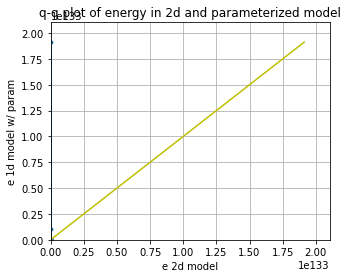 q-q plot of energy in 2d and parameterized model
1e133
2.00
1.75
1.50
1.25
1.00
0.75
0.50
0.25
0.00
e 1d model w/ param
0.00 0.25 0.50 0.75 1.00 1.25 1.50 1.75 2.00
e 2d model
1e133